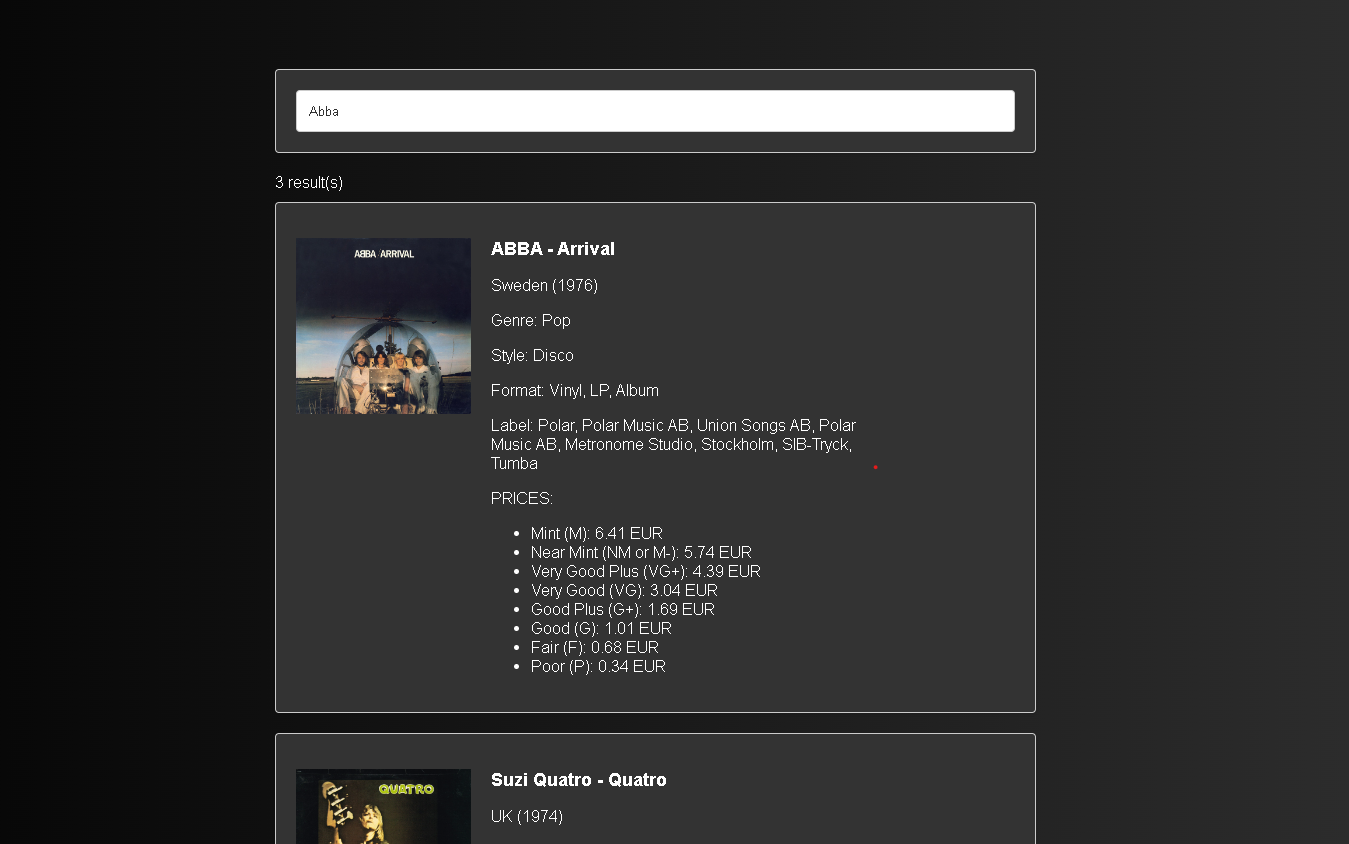 Abba
3 result(s)
ABBA ARRIVAL
ABBA - Arrival
Sweden (1976)
Genre: Pop
Style: Disco
Format: Vinyl, LP, Album
Label: Polar, Polar Music AB, Union Songs AB, Polar
Music AB, Metronome Studio, Stockholm, SIB-Tryck,
Tumba
PRICES:
• Mint (M): 6.41 EUR
• Near Mint (NM or M-): 5.74 EUR
• Very Good Plus (VG+): 4.39 EUR
• Very Good (VG): 3.04 EUR
• Good Plus (G+): 1.69 EUR
• Good (G): 1.01 EUR
• Fair (F): 0.68 EUR
• Poor (P): 0.34 EUR
QUATRO
Suzi Quatro - Quatro
UK (1974)